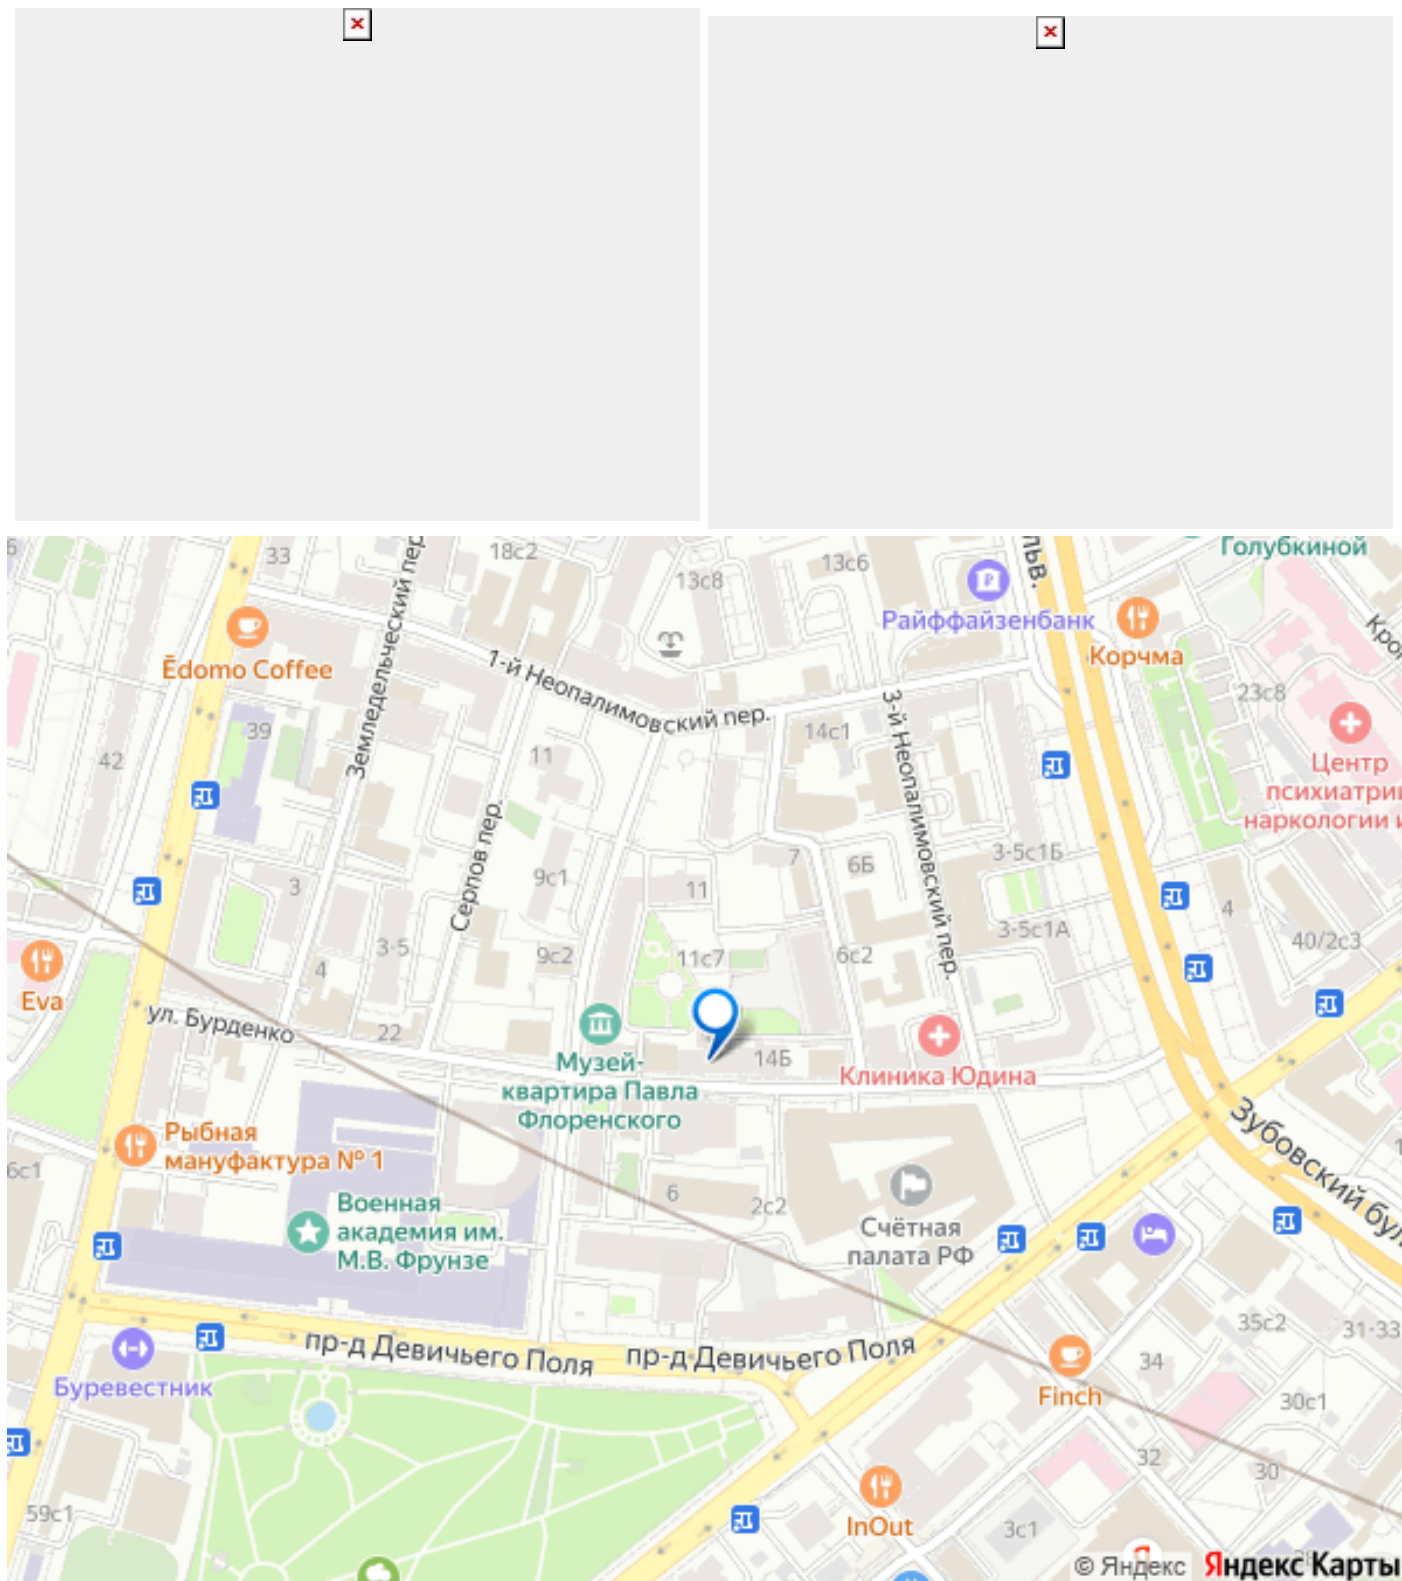 33
18с2
13с8
13с6
льв.
Голубкиной
Райффайзенбанк
Корчма
Ēdomo Coffee
Земледельческий пер
1-й Неопалимовский пер.
3-й Неопалимовский пер.
23с8
39
42
11
14с1
Центр
психиатрии
наркологии и
Серпов пер.
3
9с1
11
7
6Б
3-5с1Б
4
3-5
4
9с2
11с7
6с2
3-5с1А
40/2с3
Eva
ул. Бурденко
22
Музей-
квартира Павла
Флоренского
14Б
Клиника Юдина
Рыбная
мануфактура № 1
6с1
Зубовский бул
Военная
академия им.
М.В. Фрунзе
6
2с2
Счётная
палата РФ
пр-д Девичьего Поля
пр-д Девичьего Поля
35с2
31-33
Буревестник
Finch
34
30с1
32
30
59с1
InOut
3с1
© Яндекс
Яндекс Карты